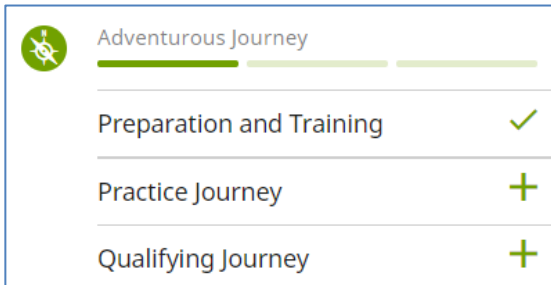 N
Adventurous Journey
Preparation and Training
Practice Journey
Qualifying Journey